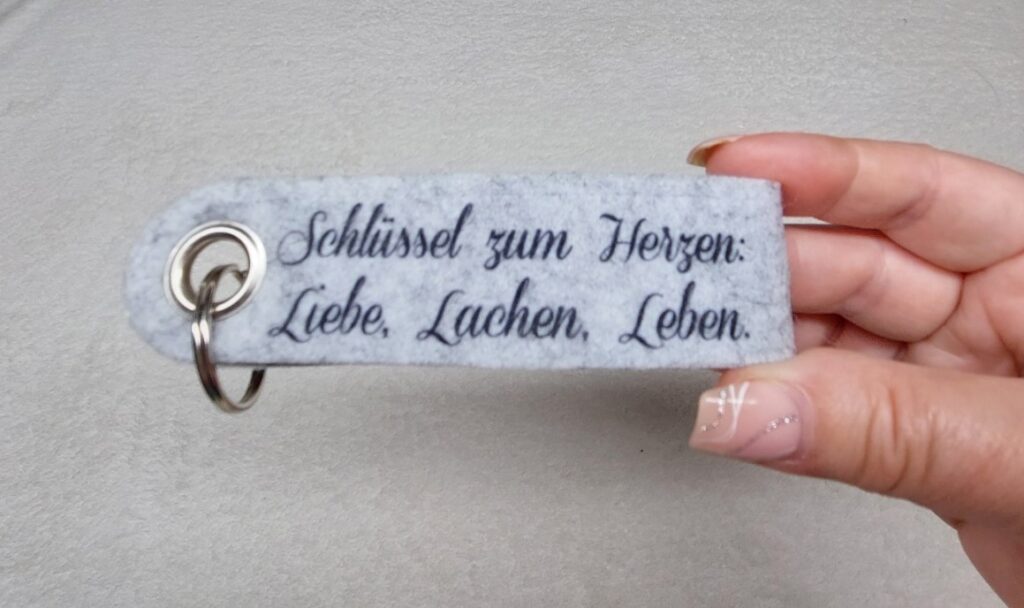 Schlüssel zum Herzen:
Liebe, Lachen, Leben.